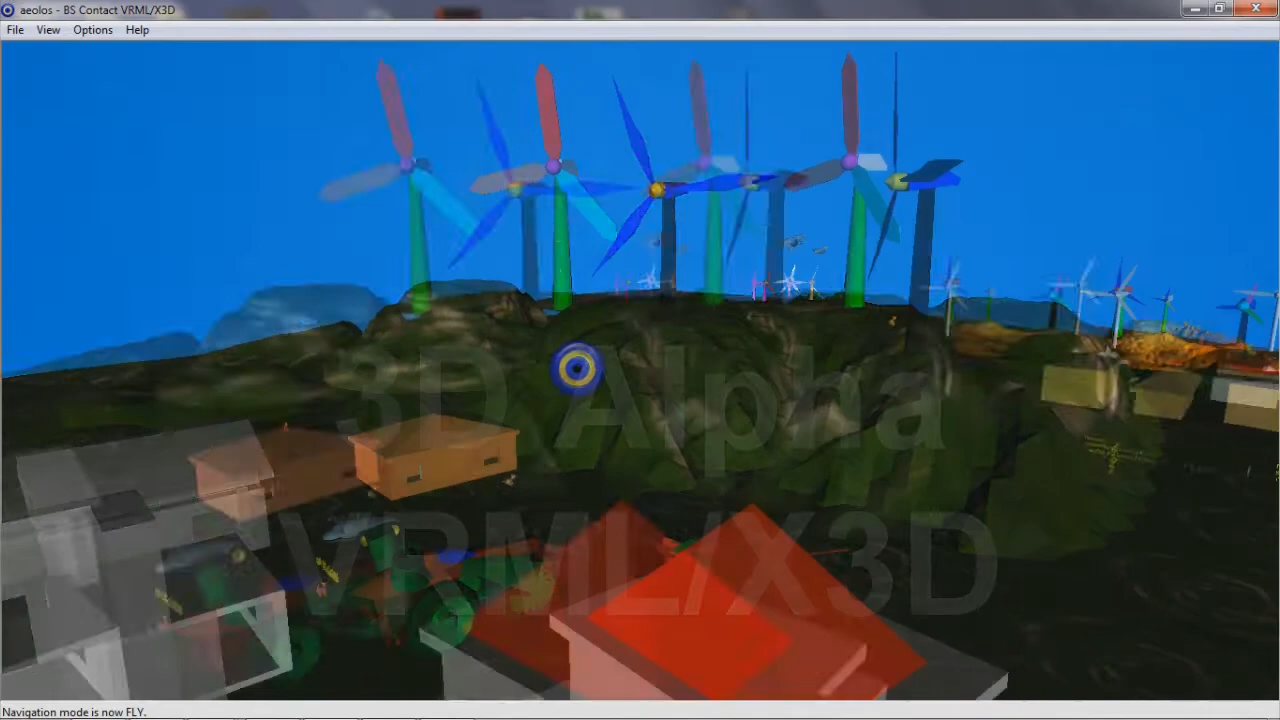 aeolos - BS Contact VRML/X3D
File View Options Help
3D Alpha
VRML/X3D
Navigation mode is now FLY.